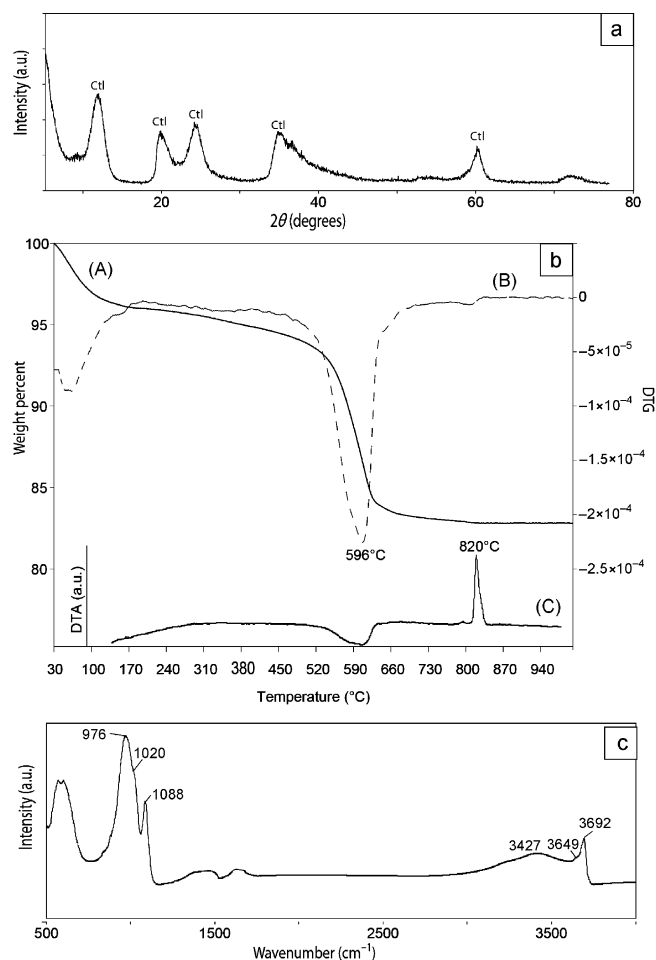 a
Intensity (a.u.)
Ctl
Ctl
Ctl
Ctl
Ctl
20
40
60
80
2θ (degrees)
b
(A)
(B)
(C)
100
95
90
85
80
Weight percent
0
−5×10⁻⁵
−1×10⁻⁴
−1.5×10⁻⁴
−2×10⁻⁴
−2.5×10⁻⁴
DTG
596°C
820°C
DTA (a.u.)
30 100 170 240 310 380 450 520 590 660 730 800 870 940
Temperature (°C)
c
Intensity (a.u.)
976
1020
1088
3427
3649
3692
500 1500 2500 3500
Wavenumber (cm⁻¹)